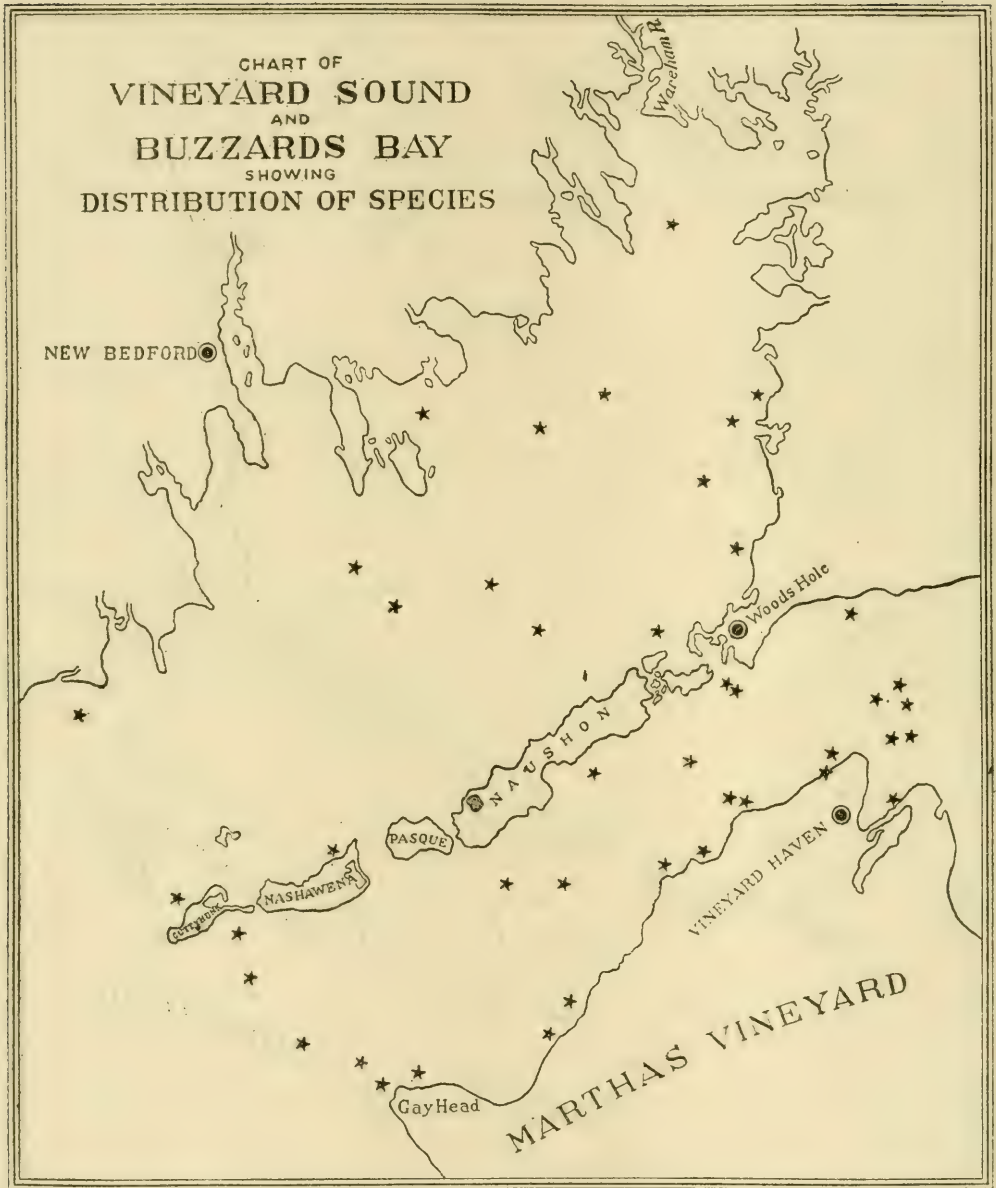 CHART OF
VINEYARD SOUND
AND
BUZZARDS BAY
SHOWING
DISTRIBUTION OF SPECIES
Wareham R.
NEW BEDFORD
Woods Hole
NAUSHON
PASQUE
NASHAWENA
CUTTYHUNK
VINEYARD HAVEN
MARTHAS VINEYARD
Gay Head